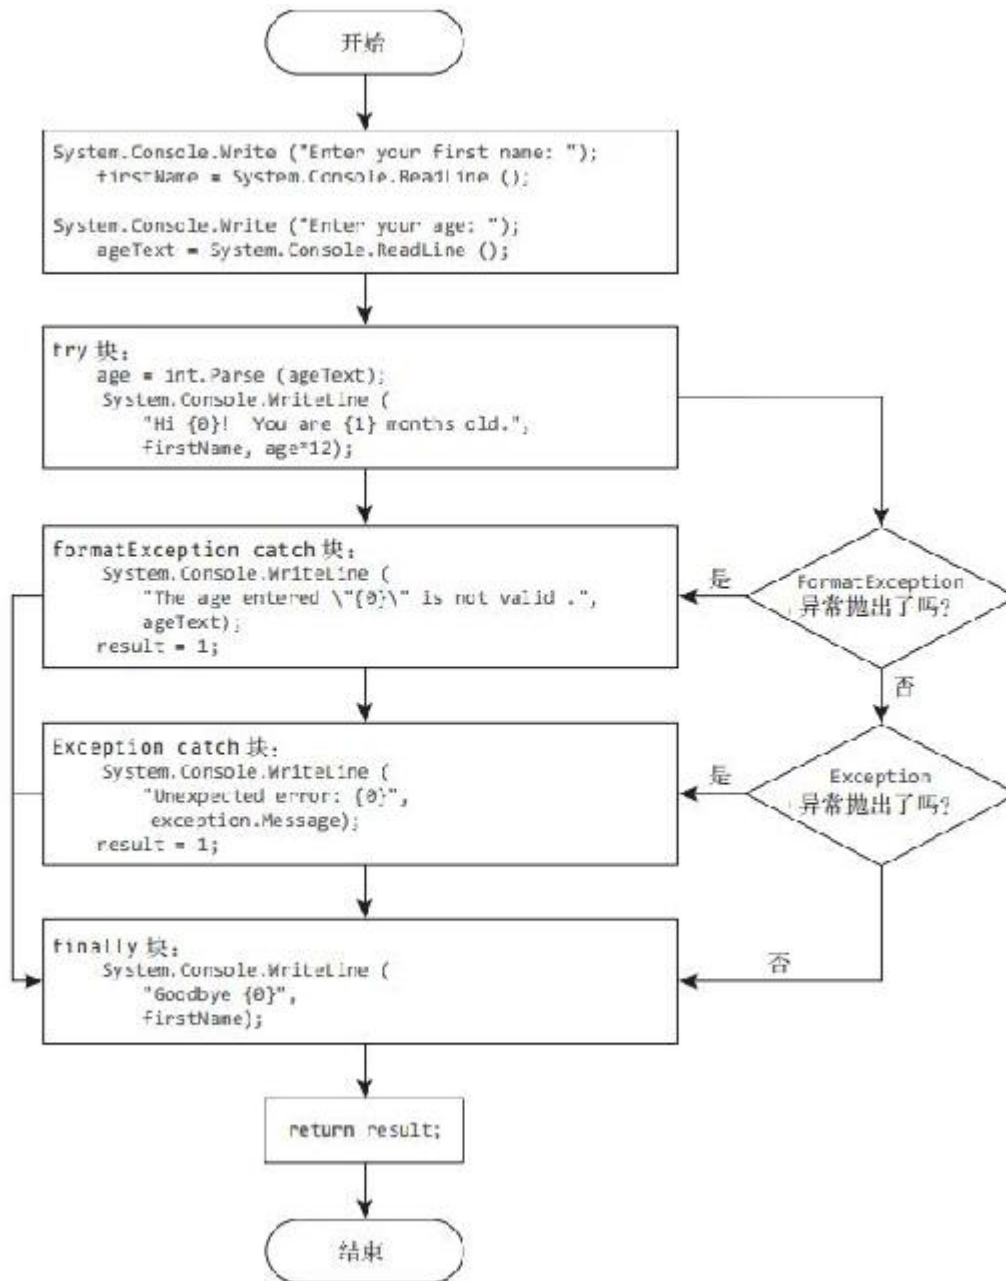 开始
System.Console.Write ("Enter your first name: ");
firstName = System.Console.ReadLine ();
System.Console.Write ("Enter your age: ");
ageText = System.Console.ReadLine ();
try 块:
age = int.Parse (ageText);
System.Console.WriteLine (
"Hi {0}!  You are {1} months old.",
firstName, age*12);
formatException catch 块:
System.Console.WriteLine (
"The age entered \"{0}\" is not valid .",
ageText);
result = 1;
是
FormatException
异常抛出了吗?
否
Exception catch 块:
System.Console.WriteLine (
"Unexpected error: {0}",
exception.Message);
result = 1;
是
Exception
异常抛出了吗?
否
finally 块:
System.Console.WriteLine (
"Goodbye {0}",
firstName);
return result;
结束